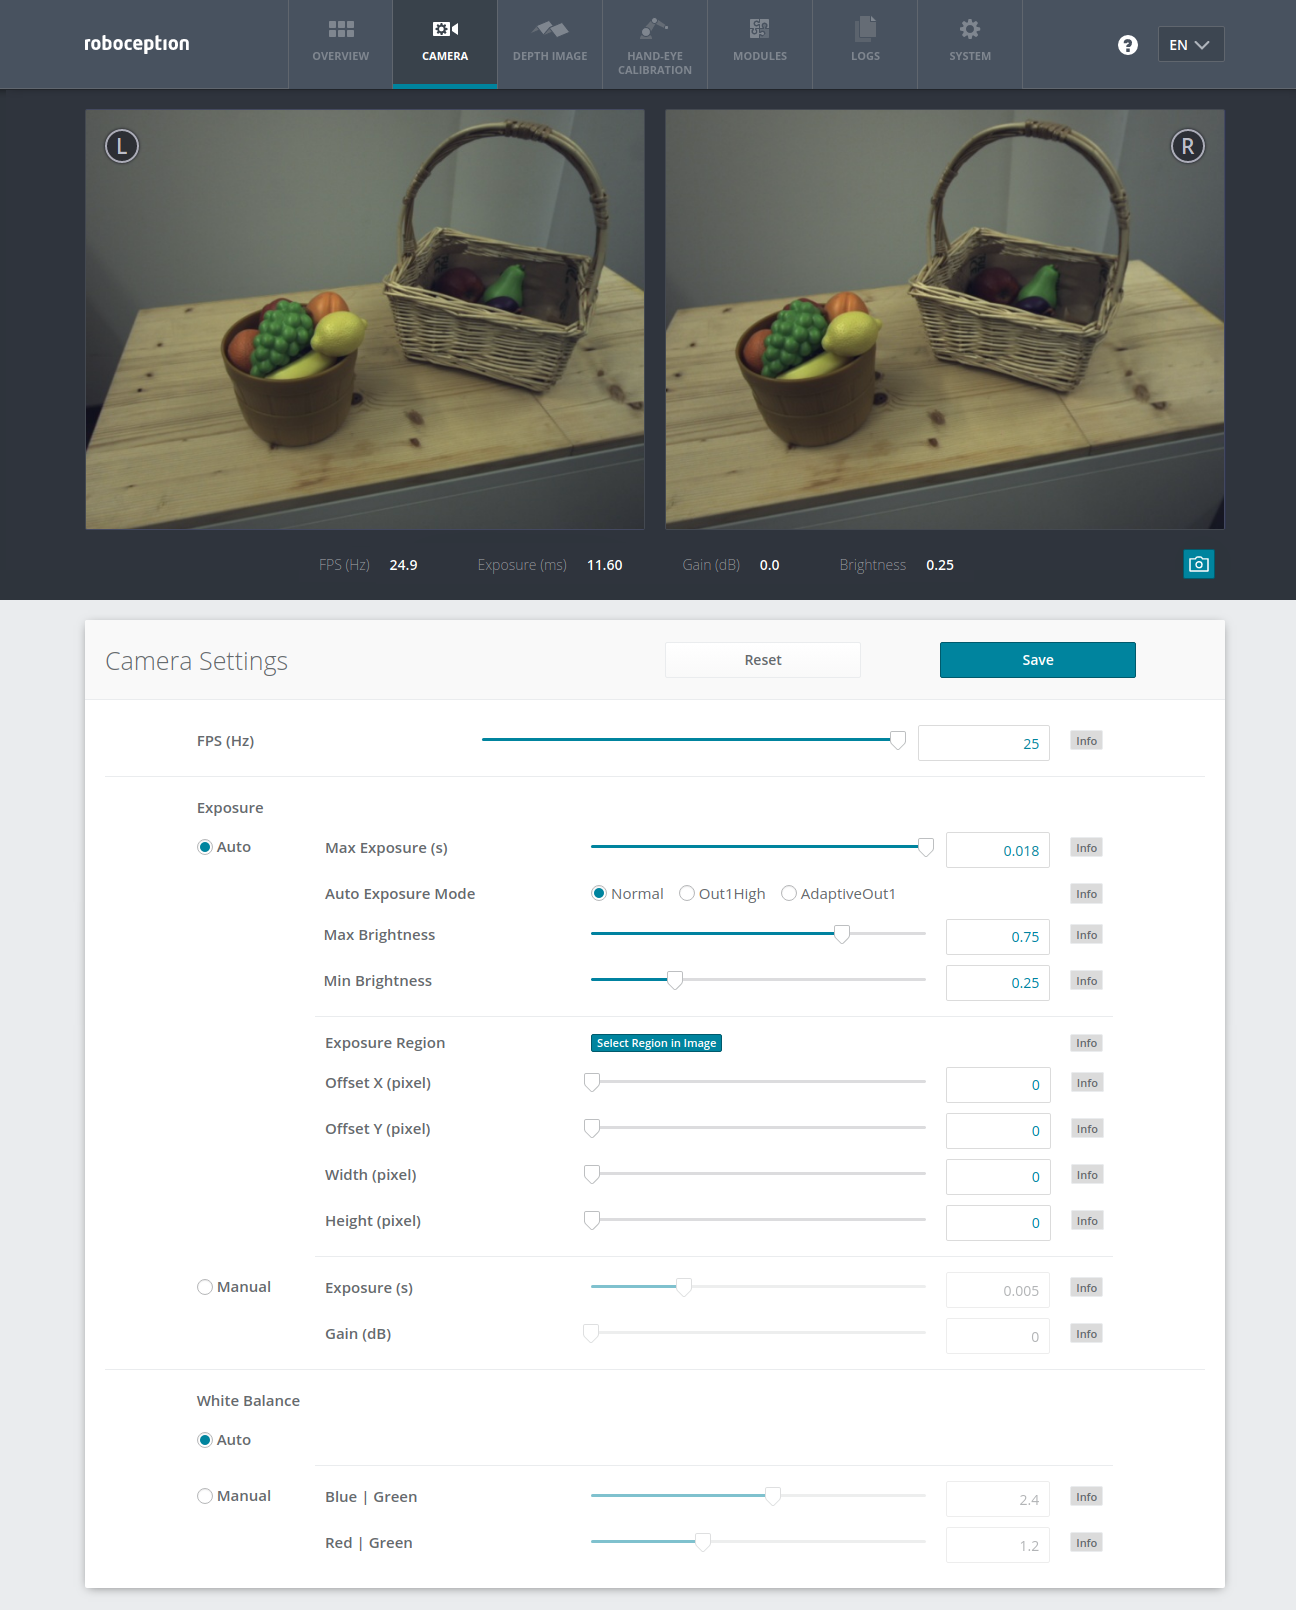 roboception
OVERVIEW
CAMERA
DEPTH IMAGE
HAND-EYE
CALIBRATION
MODULES
LOGS
SYSTEM
?
EN
L
R
FPS (Hz) 24.9 Exposure (ms) 11.60 Gain (dB) 0.0 Brightness 0.25
Camera Settings Reset Save
FPS (Hz) 25 Info
Exposure
Auto Max Exposure (s) 0.018 Info
Auto Exposure Mode Normal Out1High AdaptiveOut1 Info
Max Brightness 0.75 Info
Min Brightness 0.25 Info
Exposure Region Select Region in Image Info
Offset X (pixel) 0 Info
Offset Y (pixel) 0 Info
Width (pixel) 0 Info
Height (pixel) 0 Info
Manual Exposure (s) 0.005 Info
Gain (dB) 0 Info
White Balance
Auto
Manual Blue | Green 2.4 Info
Red | Green 1.2 Info